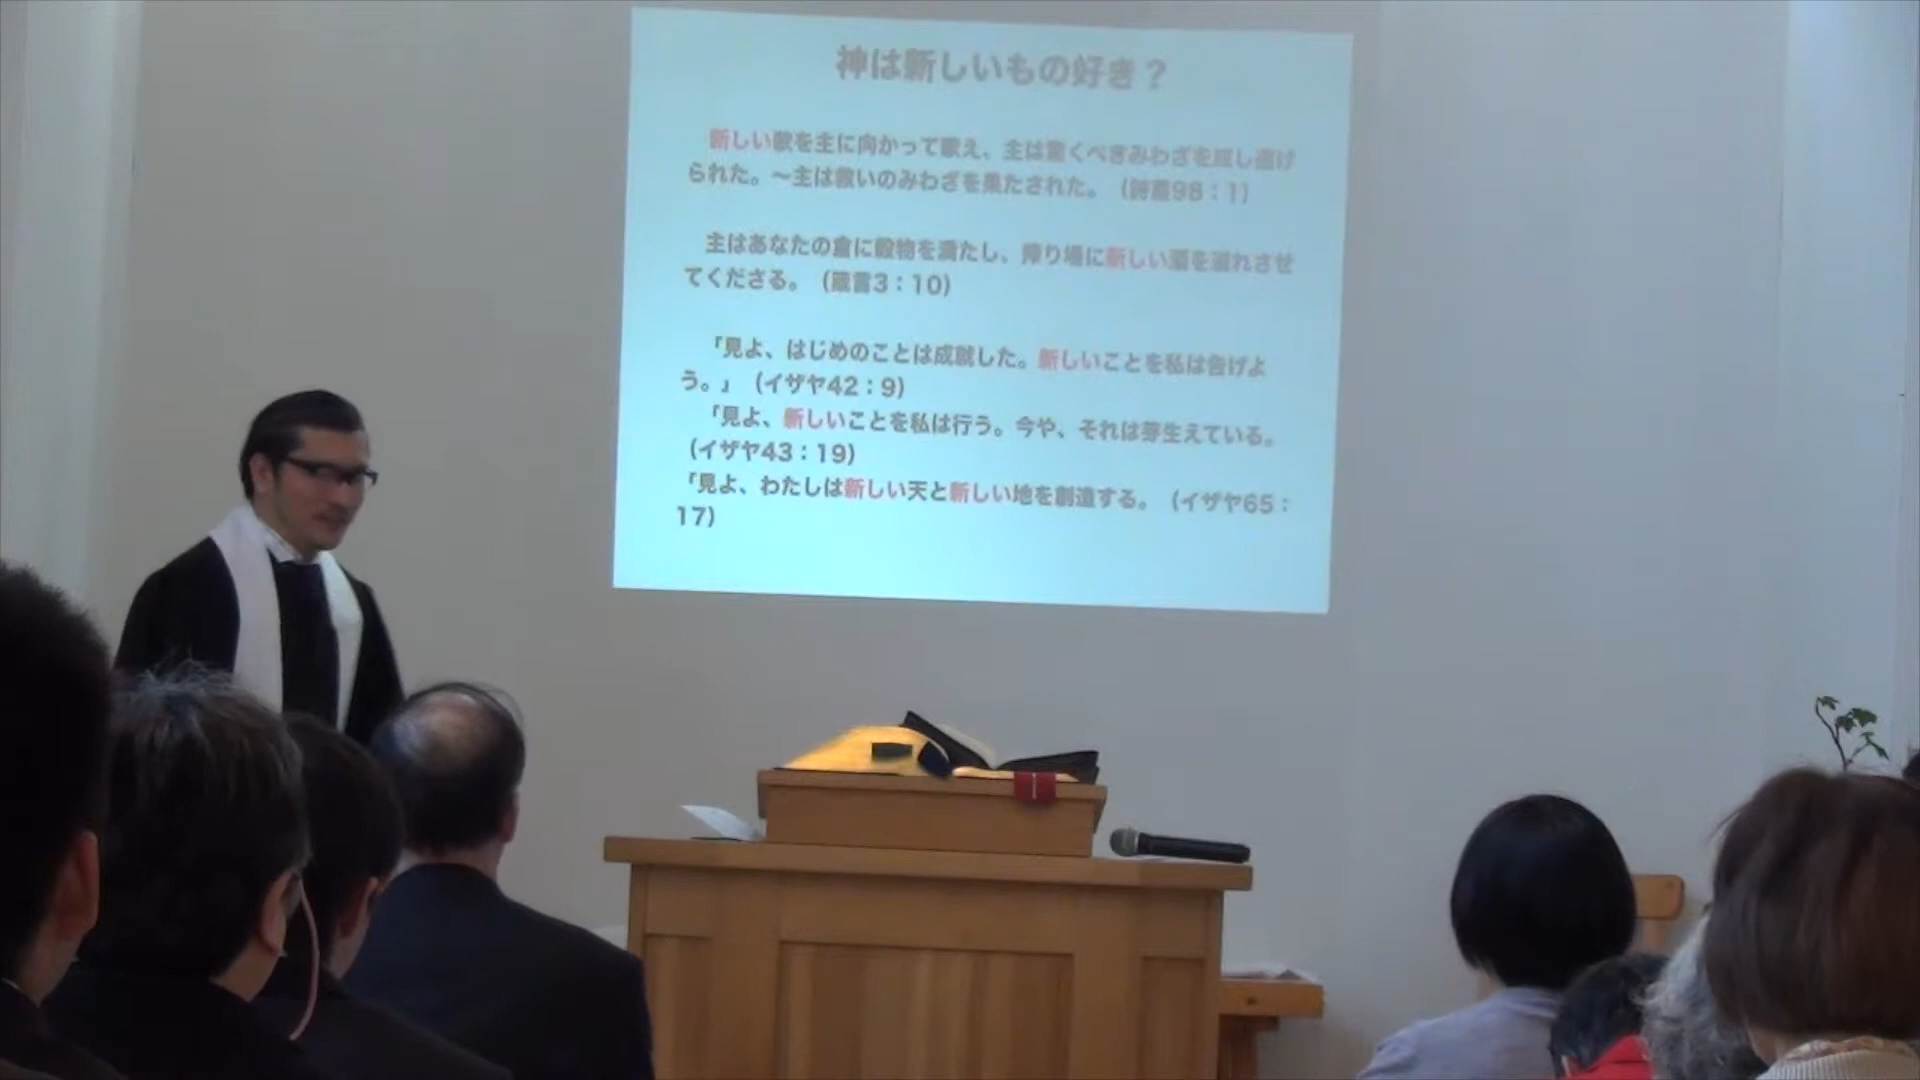 神は新しいもの好き？
新しい歌を主に向かって歌え、主は驚くべきみわざを成し遂げ
られた。～主は救いのみわざを果たされた。（詩篇98：1）
主はあなたの倉に穀物を満たし、搾り場に新しい酒を溢れさせ
てくださる。（箴言3：10）
「見よ、はじめのことは成就した。新しいことを私は告げよ
う。」（イザヤ42：9）
「見よ、新しいことを私は行う。今や、それは芽生えている。
（イザヤ43：19）
「見よ、わたしは新しい天と新しい地を創造する。（イザヤ65：
17）